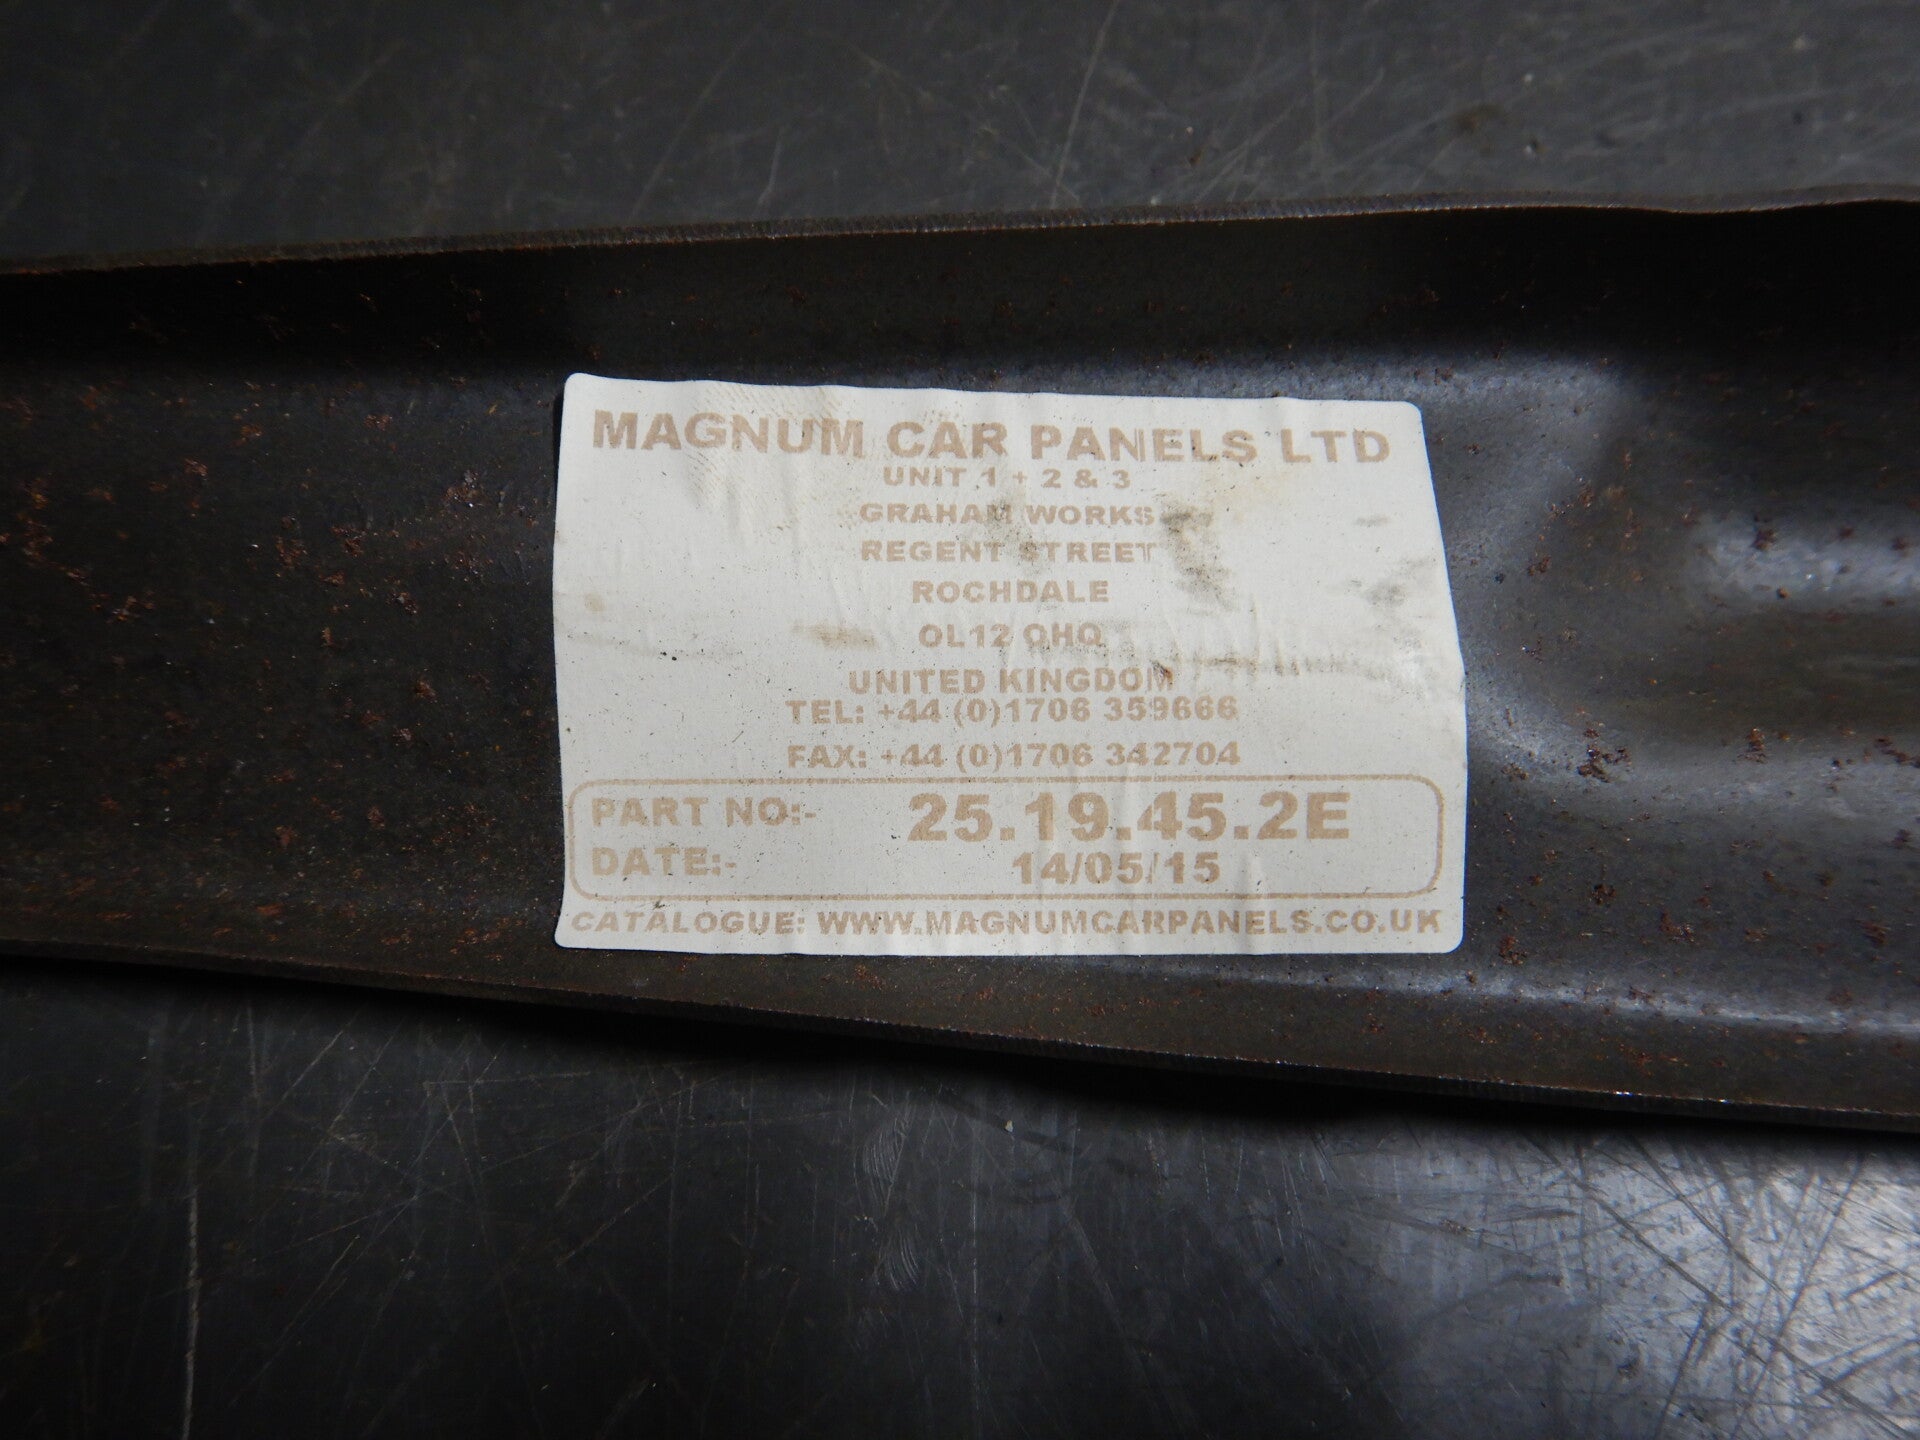 MAGNUM CAR PANELS LTD
UNIT 1 + 2 & 3
GRAHAM WORKS
REGENT STREET
ROCHDALE
OL12 0HQ
UNITED KINGDOM
TEL: +44 (0)1706 359666
FAX: +44 (0)1706 342704
PART NO:- 25.19.45.2E
DATE:- 14/05/15
CATALOGUE: WWW.MAGNUMCARPANELS.CO.UK